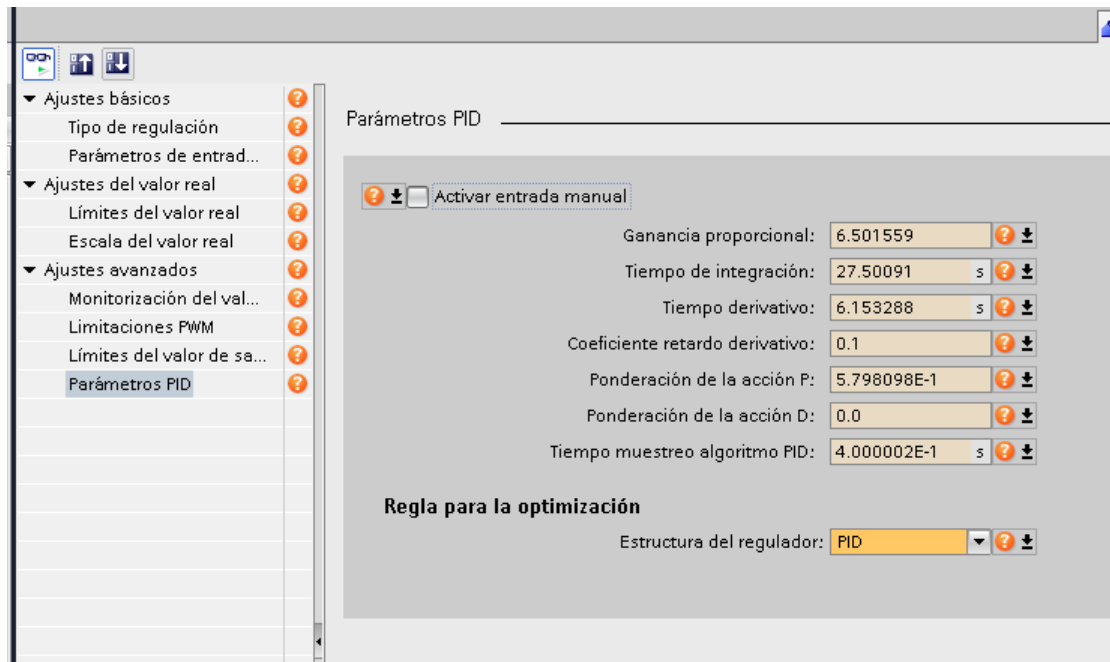 Ajustes básicos
Tipo de regulación
Parámetros de entrad...
Ajustes del valor real
Límites del valor real
Escala del valor real
Ajustes avanzados
Monitorización del val...
Limitaciones PWM
Límites del valor de sa...
Parámetros PID
Parámetros PID
Activar entrada manual
Ganancia proporcional: 6.501559
Tiempo de integración: 27.50091 s
Tiempo derivativo: 6.153288 s
Coeficiente retardo derivativo: 0.1
Ponderación de la acción P: 5.798098E-1
Ponderación de la acción D: 0.0
Tiempo muestreo algoritmo PID: 4.000002E-1 s
Regla para la optimización
Estructura del regulador: PID